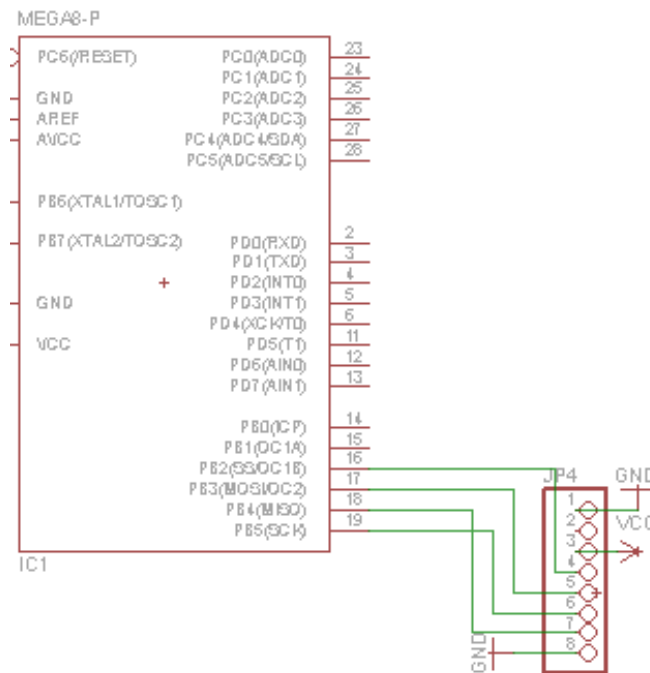 MEGA8-P
PC6(/RESET) PC0(ADC0) 23
PC1(ADC1) 24
GND PC2(ADC2) 25
AREF PC3(ADC3) 26
AVCC PC4(ADC4/SDA) 27
PC5(ADC5/SCL) 28
PB6(XTAL1/TOSC1)
PB7(XTAL2/TOSC2) PD0(RXD) 2
PD1(TXD) 3
PD2(INT0) 4
GND PD3(INT1) 5
PD4(XCK/T0) 6
VCC PD5(T1) 11
PD6(AIN0) 12
PD7(AIN1) 13
PB0(ICP) 14
PB1(OC1A) 15
PB2(SS/OC1B) 16
PB3(MOSI/OC2) 17
PB4(MISO) 18
PB5(SCK) 19
IC1
JP4 GND
1
2 VCC
3
4
5
6
7
8
GND